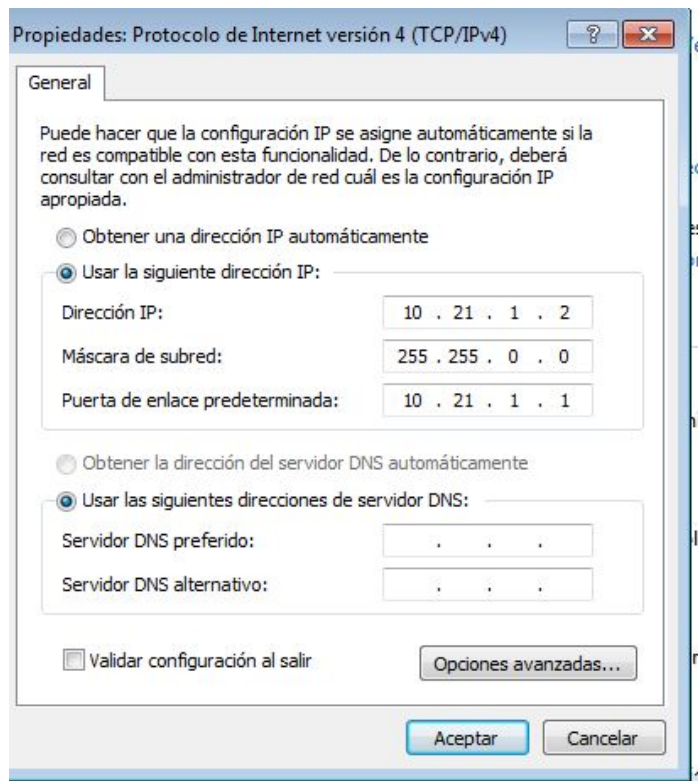 Propiedades: Protocolo de Internet versión 4 (TCP/IPv4)
General
Puede hacer que la configuración IP se asigne automáticamente si la
red es compatible con esta funcionalidad. De lo contrario, deberá
consultar con el administrador de red cuál es la configuración IP
apropiada.
Obtener una dirección IP automáticamente
Usar la siguiente dirección IP:
Dirección IP: 10 . 21 . 1 . 2
Máscara de subred: 255 . 255 . 0 . 0
Puerta de enlace predeterminada: 10 . 21 . 1 . 1
Obtener la dirección del servidor DNS automáticamente
Usar las siguientes direcciones de servidor DNS:
Servidor DNS preferido: . . .
Servidor DNS alternativo: . . .
Validar configuración al salir
Opciones avanzadas...
Aceptar Cancelar